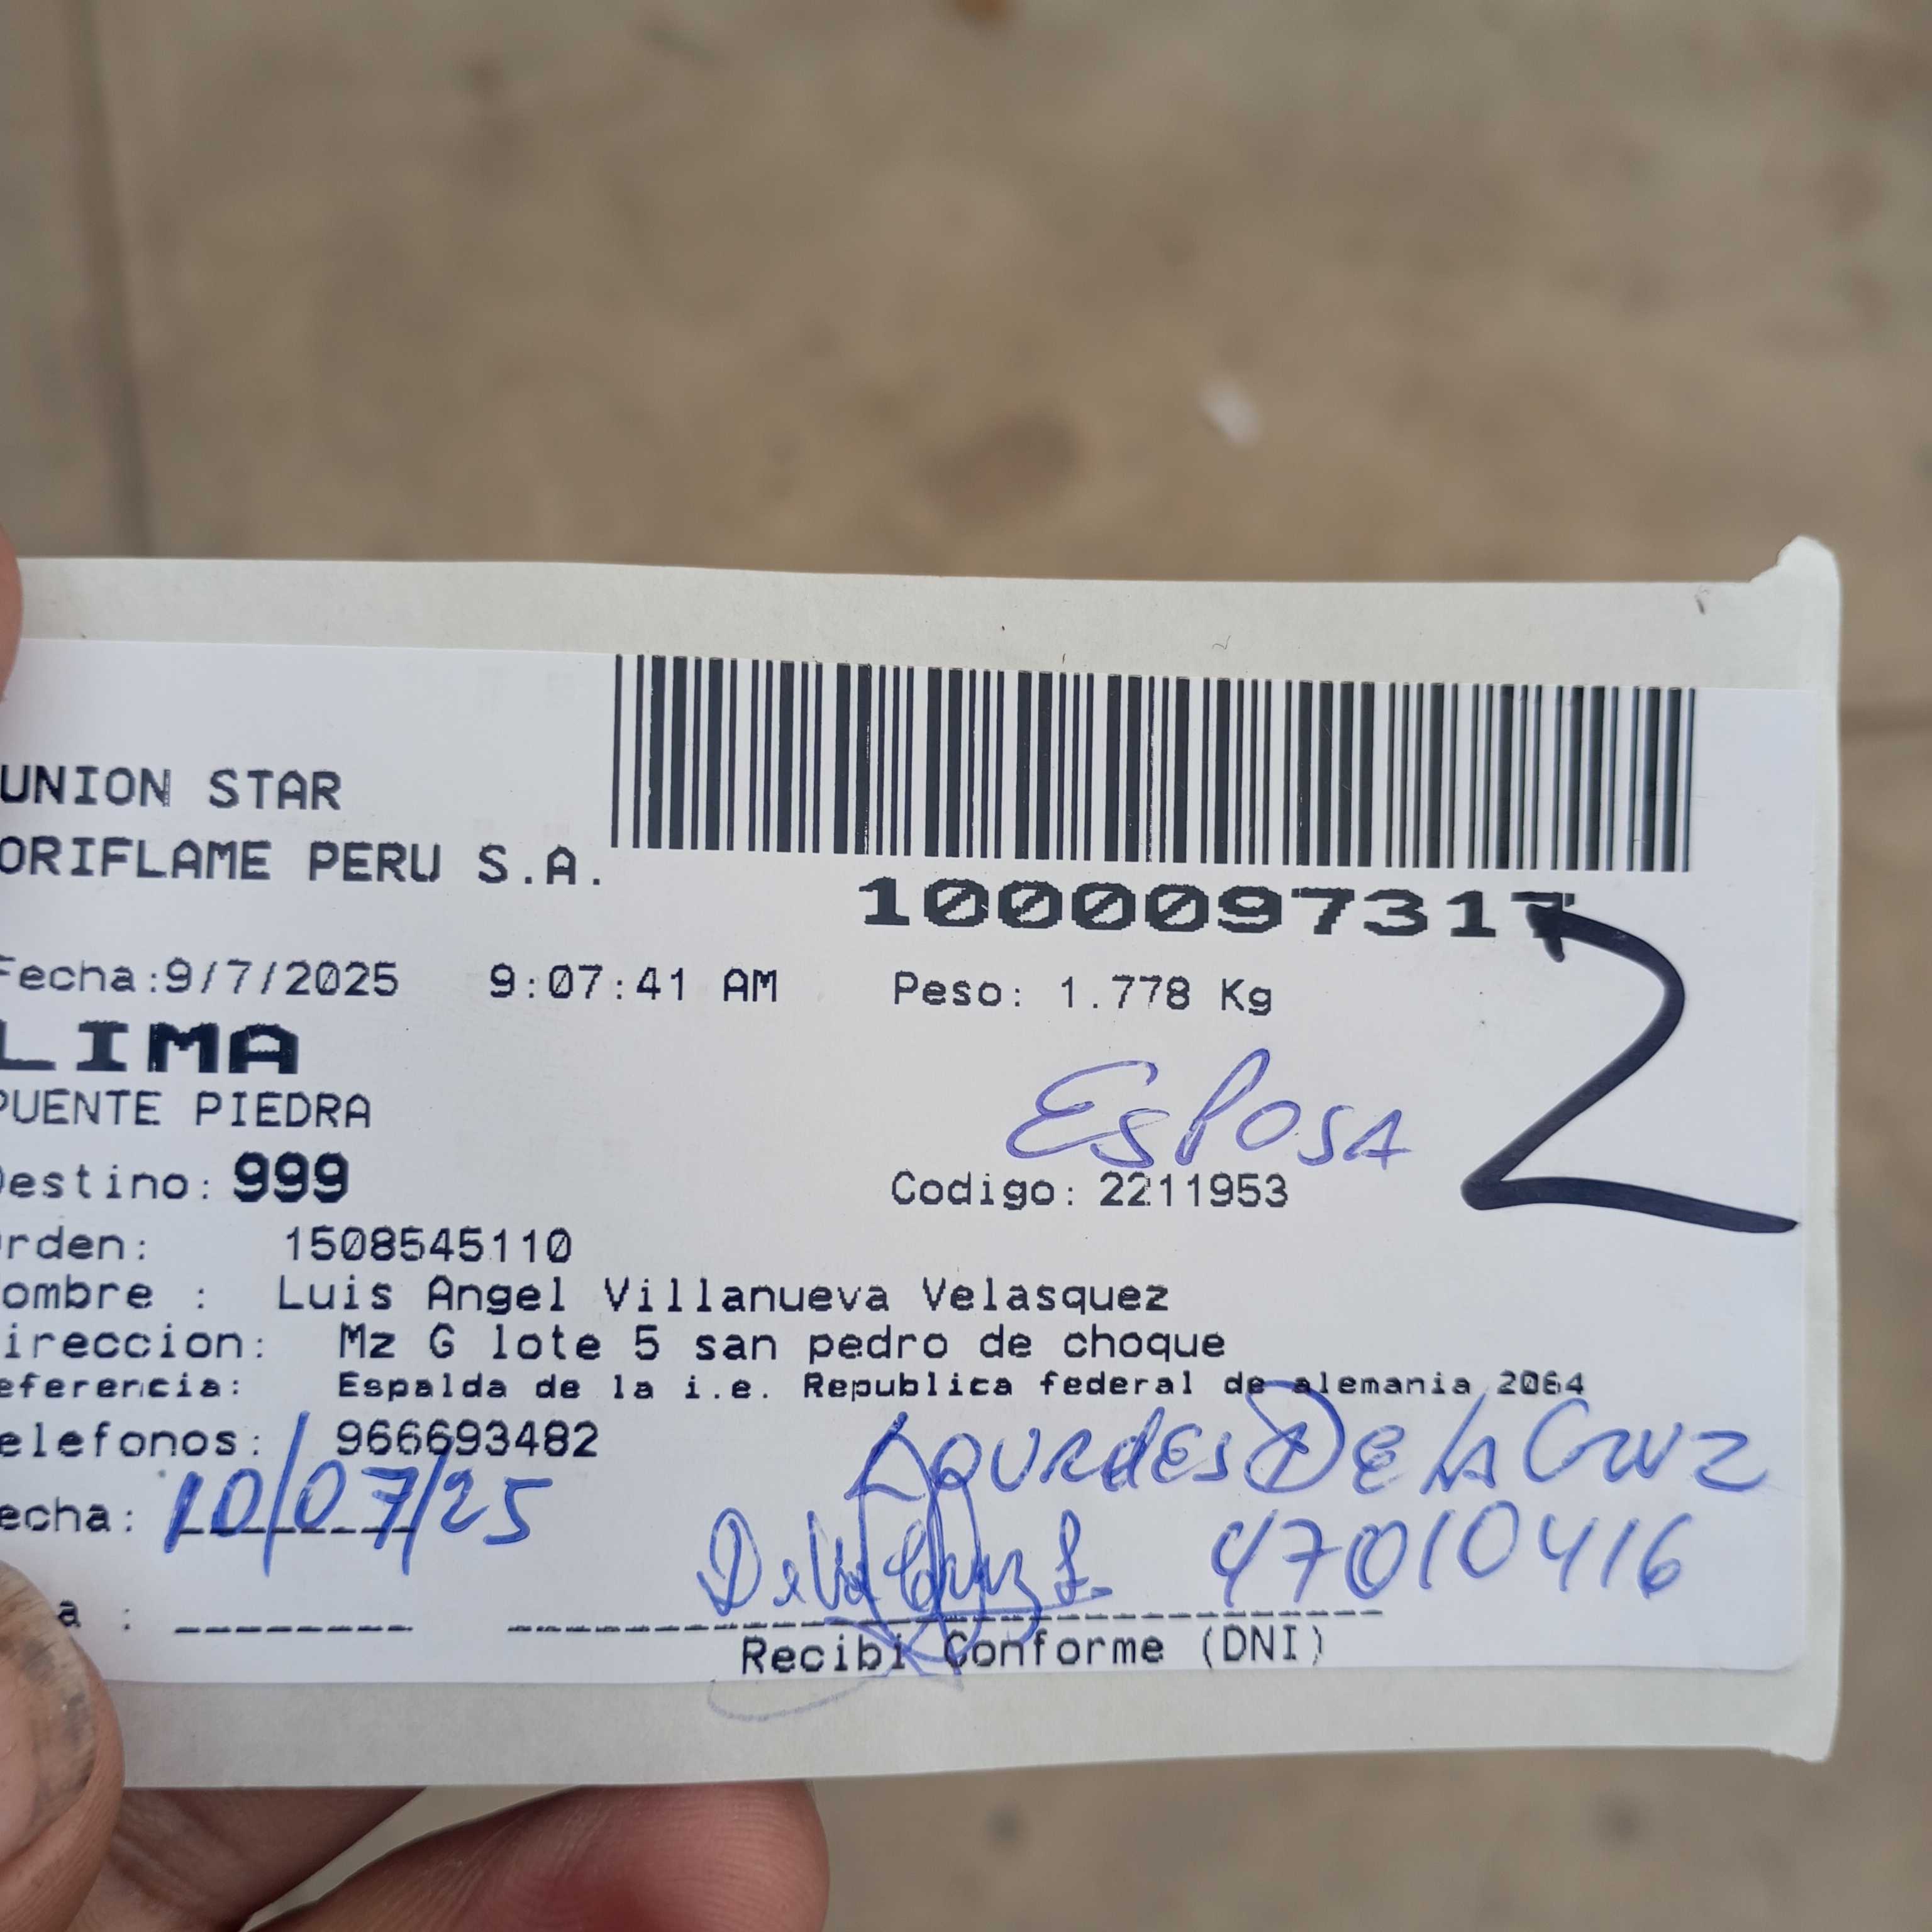 UNION STAR
ORIFLAME PERU S.A.
1000097317
2
Fecha:9/7/2025 9:07:41 AM Peso: 1.778 Kg
LIMA
PUENTE PIEDRA
EsPOSA
Destino: 999 Codigo: 2211953
rden: 1508545110
ombre : Luis Angel Villanueva Velasquez
ireccion: Mz G lote 5 san pedro de choque
eferencia: Espalda de la i.e. Republica federal de alemania 2064
elefonos: 966693482
LOURdES De LA Cruz
echa: 10/07/25
De la Cruz L. 47010416
a :
Recibi Conforme (DNI)